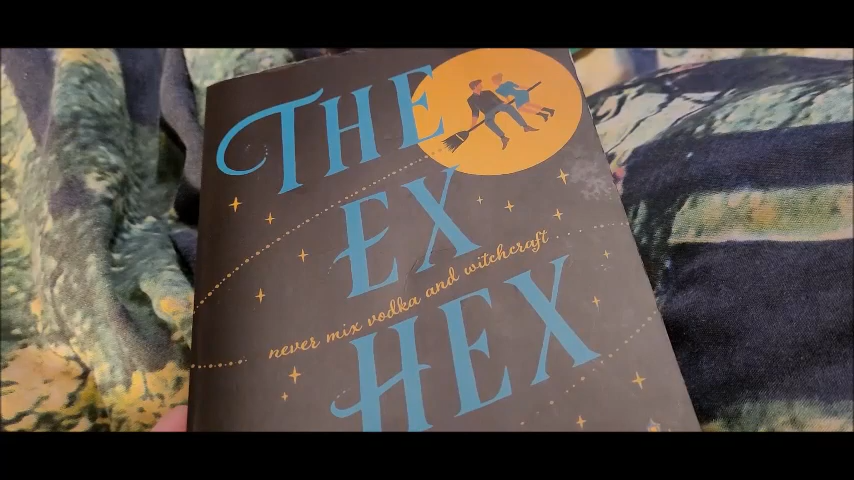 THE
EX
never mix vodka and witchcraft
HEX